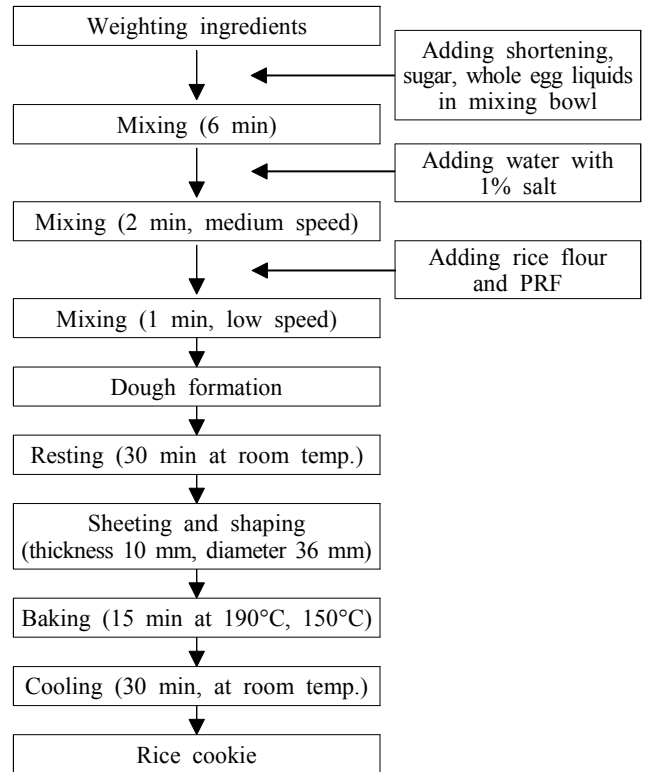 Weighting ingredients
Adding shortening,
sugar, whole egg liquids
in mixing bowl
Mixing (6 min)
Adding water with
1% salt
Mixing (2 min, medium speed)
Adding rice flour
and PRF
Mixing (1 min, low speed)
Dough formation
Resting (30 min at room temp.)
Sheeting and shaping
(thickness 10 mm, diameter 36 mm)
Baking (15 min at 190°C, 150°C)
Cooling (30 min, at room temp.)
Rice cookie